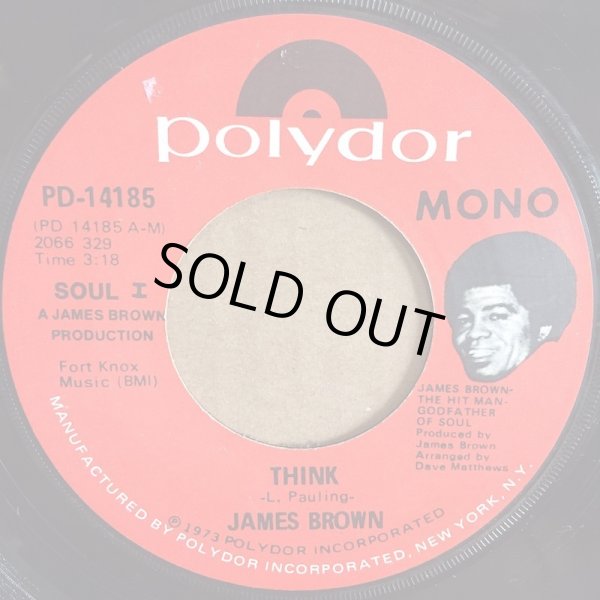 polydor
PD-14185
(PD 14185 A-M)
2066 329
Time 3:18
SOUL I
A JAMES BROWN
PRODUCTION
Fort Knox
Music (BMI)
MONO
JAMES BROWN-
THE HIT MAN-
GODFATHER
OF SOUL
Produced by
James Brown
Arranged by
Dave Matthews
SOLD OUT
THINK
-L. Pauling-
JAMES BROWN
℗ 1973 POLYDOR INCORPORATED
MANUFACTURED BY POLYDOR INCORPORATED, NEW YORK, N.Y.